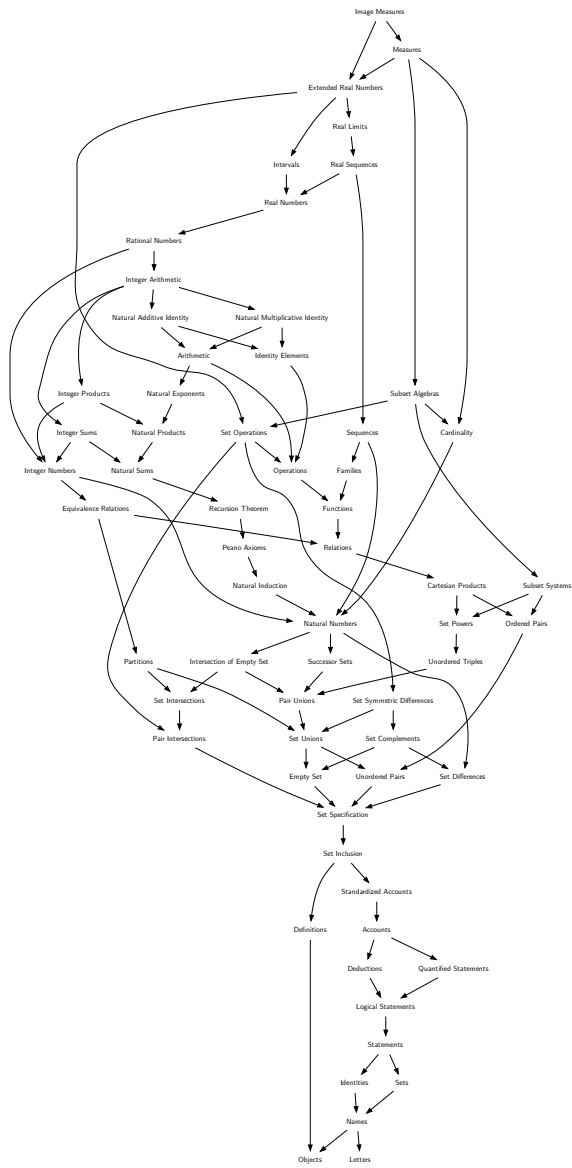 Image Measures
Measures
Extended Real Numbers
Real Limits
Intervals
Real Sequences
Real Numbers
Rational Numbers
Integer Arithmetic
Natural Additive Identity
Natural Multiplicative Identity
Arithmetic
Identity Elements
Integer Products
Natural Exponents
Subset Algebras
Integer Sums
Natural Products
Set Operations
Sequences
Cardinality
Integer Numbers
Natural Sums
Operations
Families
Equivalence Relations
Recursion Theorem
Functions
Peano Axioms
Relations
Natural Induction
Cartesian Products
Subset Systems
Natural Numbers
Set Powers
Ordered Pairs
Partitions
Intersection of Empty Set
Successor Sets
Unordered Triples
Set Intersections
Pair Unions
Set Symmetric Differences
Pair Intersections
Set Unions
Set Complements
Empty Set
Unordered Pairs
Set Differences
Set Specification
Set Inclusion
Standardized Accounts
Definitions
Accounts
Deductions
Quantified Statements
Logical Statements
Statements
Identities
Sets
Names
Objects
Letters